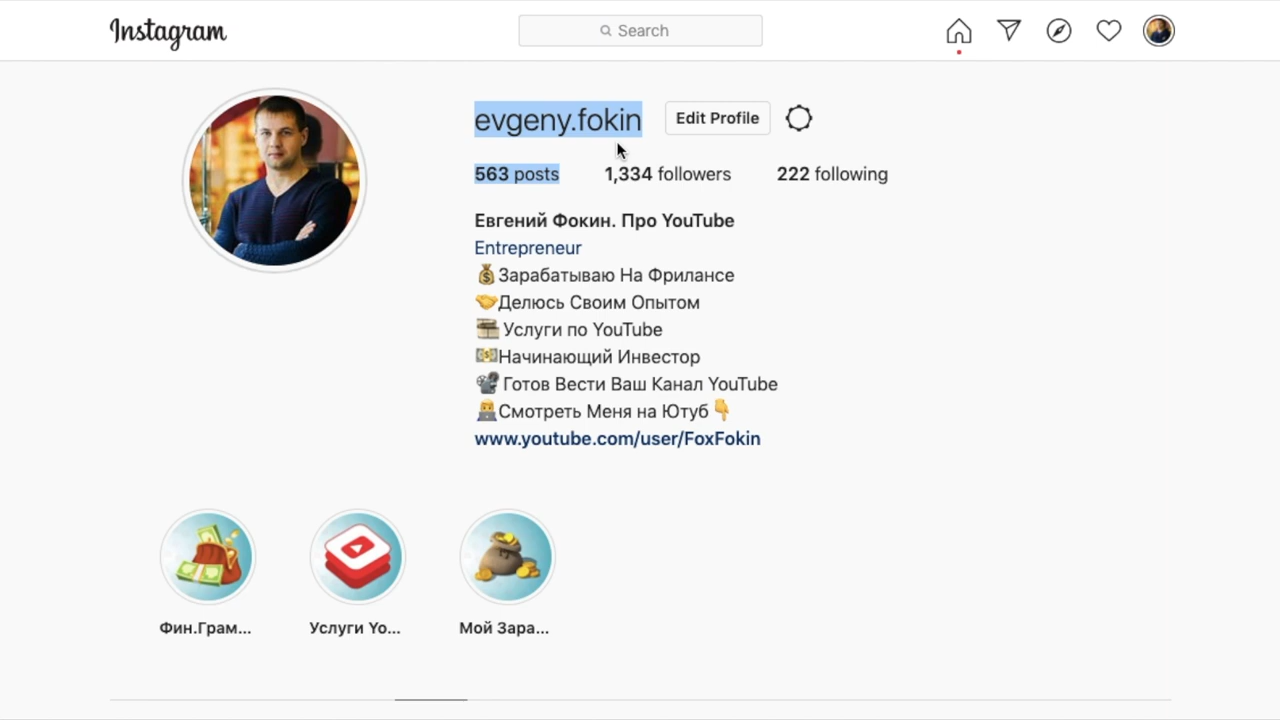 Instagram
Search
evgeny.fokin
Edit Profile
563 posts 1,334 followers 222 following
Евгений Фокин. Про YouTube
Entrepreneur
💰Зарабатываю На Фрилансе
🤝Делюсь Своим Опытом
Услуги по YouTube
💵Начинающий Инвестор
📽Готов Вести Ваш Канал YouTube
👨‍💻Смотреть Меня на Ютуб👇
www.youtube.com/user/FoxFokin
Фин.Грам... Услуги Yo... Мой Зара...